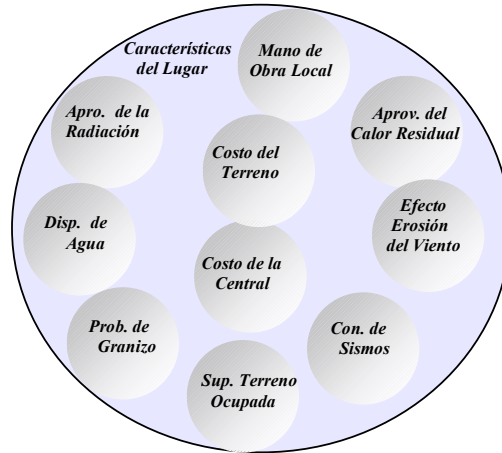 Características
del Lugar
Mano de
Obra Local
Apro. de la
Radiación
Aprov. del
Calor Residual
Costo del
Terreno
Disp. de
Agua
Efecto
Erosión
del Viento
Costo de la
Central
Prob. de
Granizo
Con. de
Sismos
Sup. Terreno
Ocupada